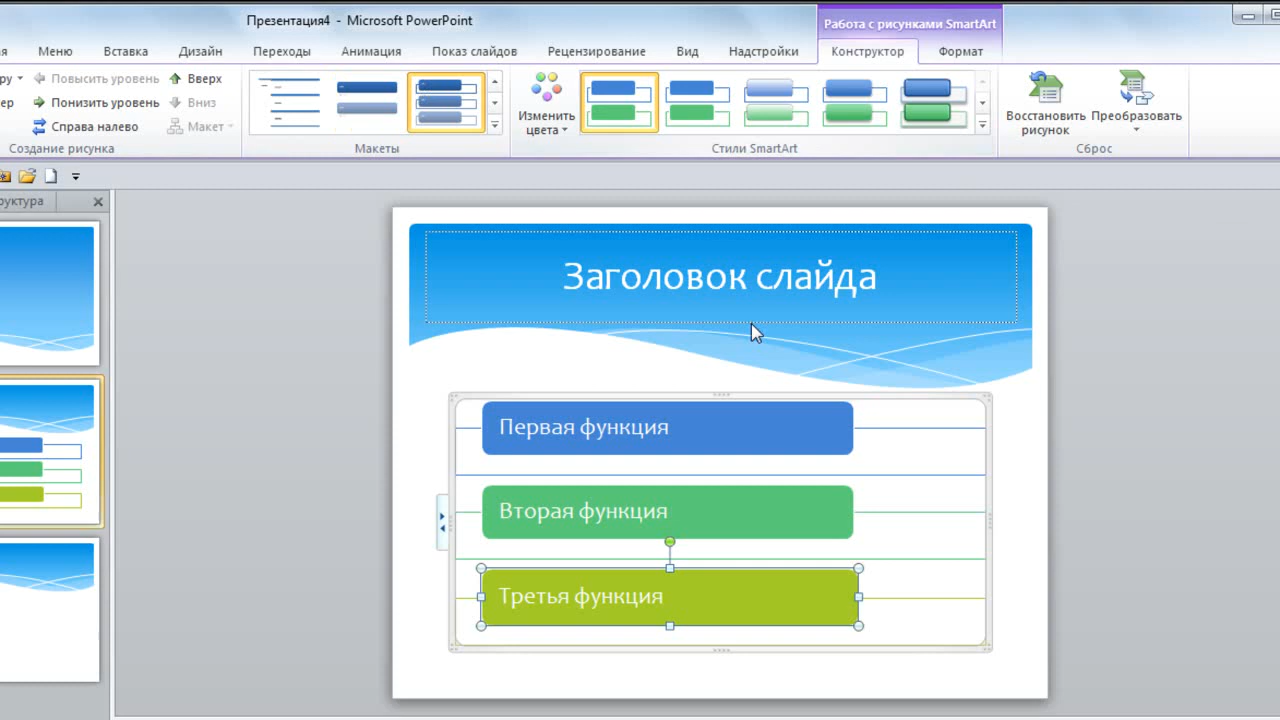 Презентация4 - Microsoft PowerPoint
Работа с рисунками SmartArt
Меню Вставка Дизайн Переходы Анимация Показ слайдов Рецензирование Вид Надстройки Конструктор Формат
Повысить уровень Вверх
Понизить уровень Вниз
Справа налево Макет
Создание рисунка
Макеты
Изменить
цвета
Стили SmartArt
Восстановить
рисунок
Преобразовать
Сброс
Заголовок слайда
Первая функция
Вторая функция
Третья функция